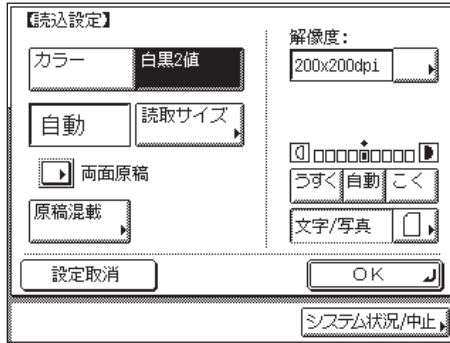 【読込設定】
カラー
白黒2値
自動
読取サイズ
両面原稿
原稿混載
解像度:
200x200dpi
うすく
自動
こく
文字/写真
設定取消
OK
システム状況/中止